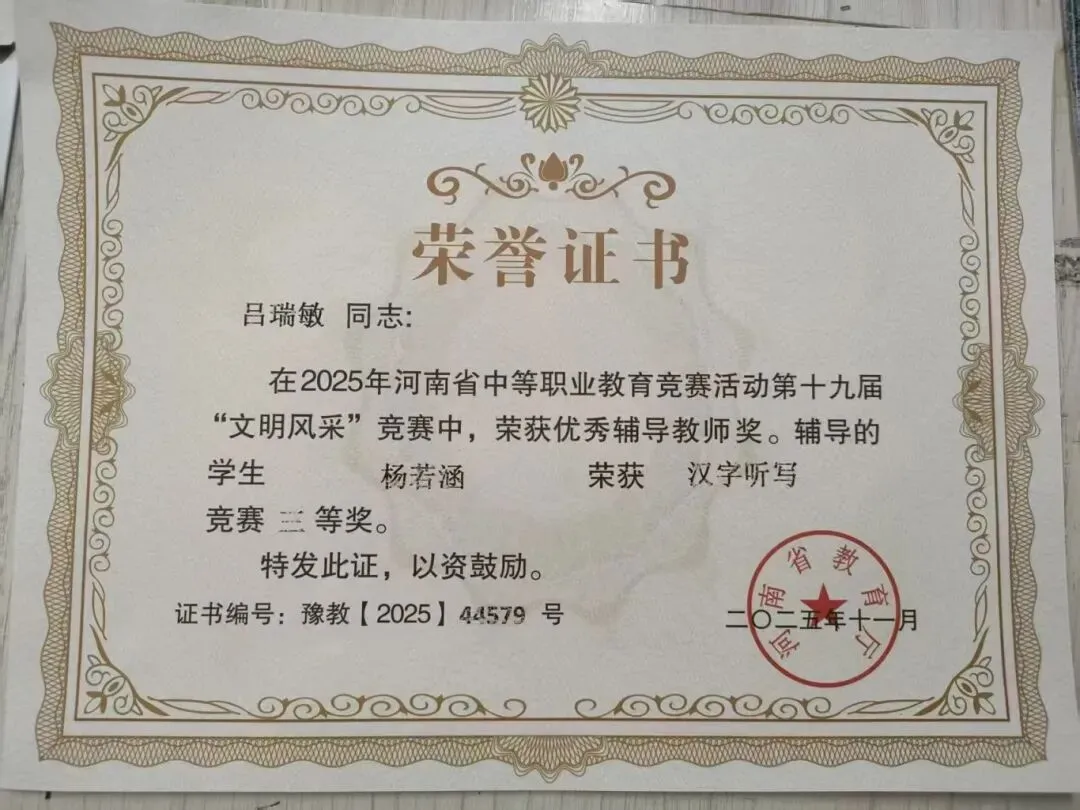 荣誉证书
吕瑞敏 同志:
在2025年河南省中等职业教育竞赛活动第十九届
“文明风采”竞赛中，荣获优秀辅导教师奖。辅导的
学生 杨若涵 荣获 汉字听写
竞赛 三 等奖。
特发此证，以资鼓励。
证书编号：豫教【2025】44579 号
二〇二五年十一月
河南省教育厅